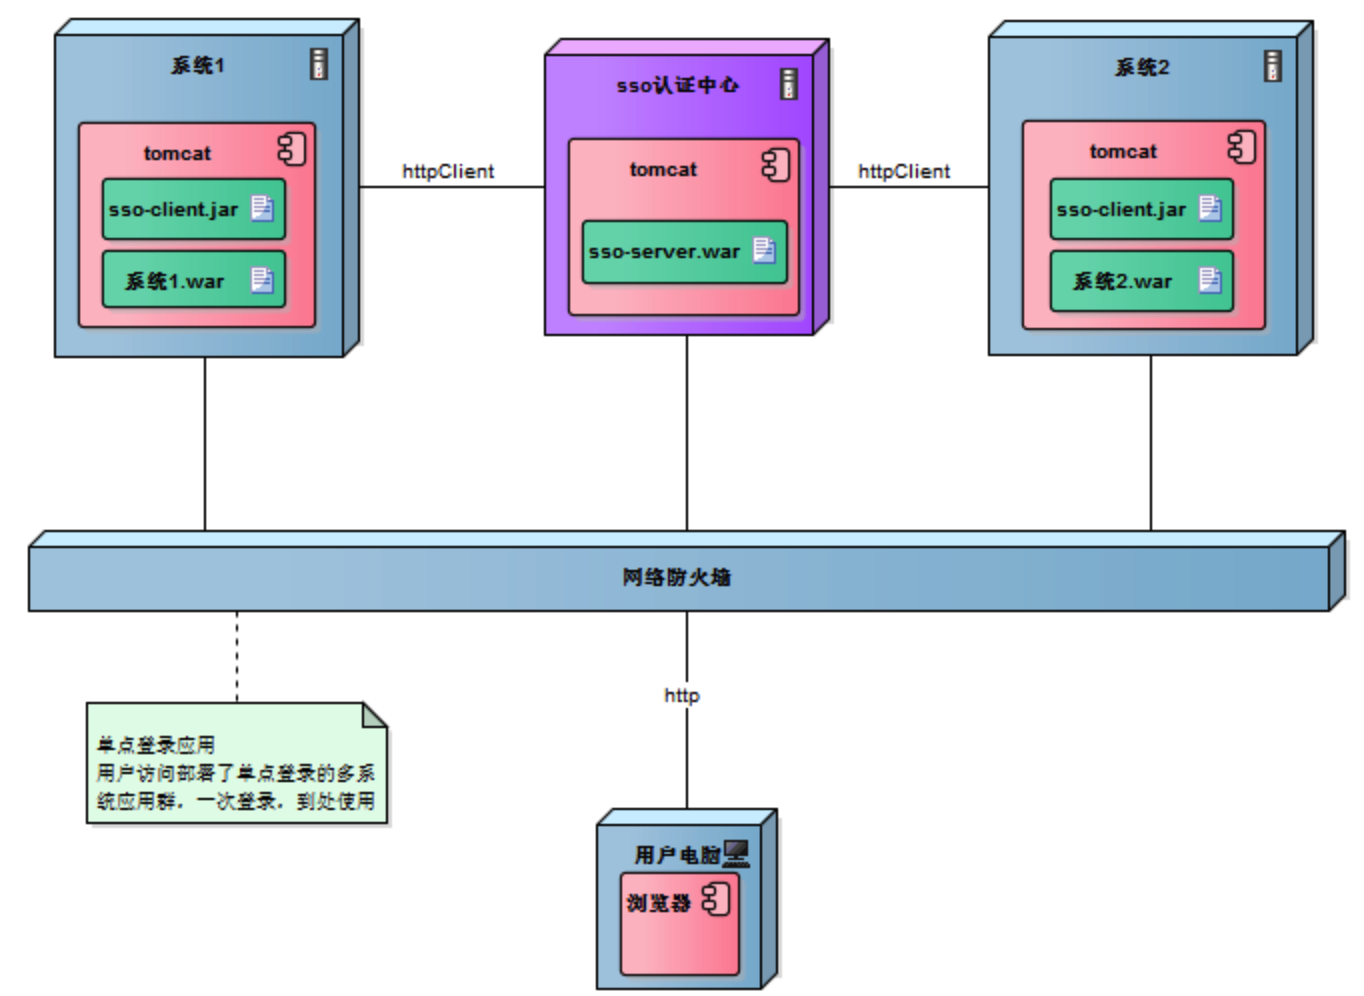 系统1
tomcat
sso-client.jar
系统1.war
httpClient
sso认证中心
tomcat
sso-server.war
httpClient
系统2
tomcat
sso-client.jar
系统2.war
网络防火墙
http
单点登录应用
用户访问部署了单点登录的多系
统应用群，一次登录，到处使用
用户电脑
浏览器